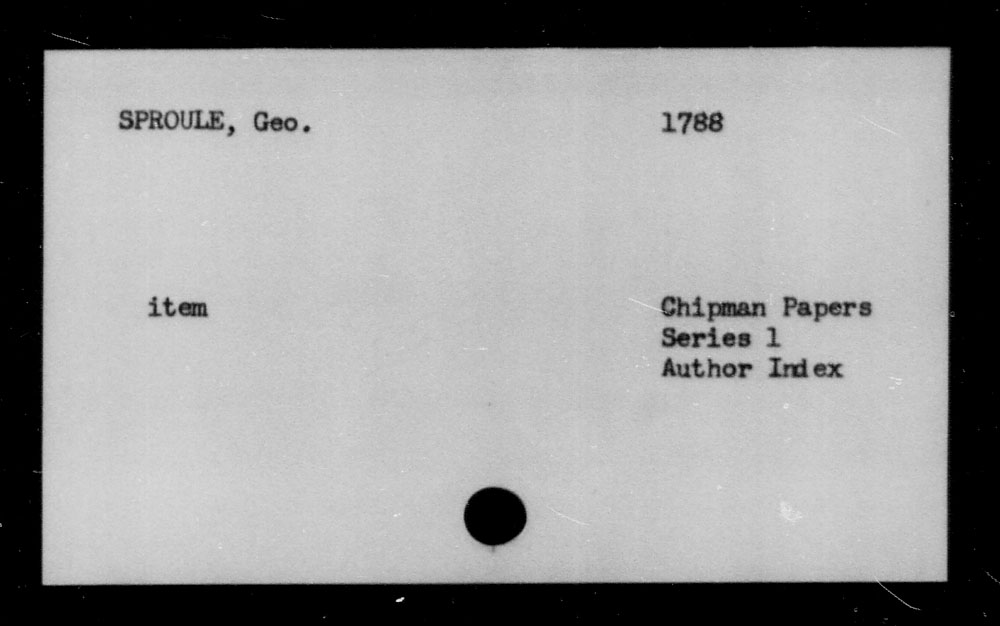 SPROULE, Geo. 1788
item Chipman Papers
Series 1
Author Index